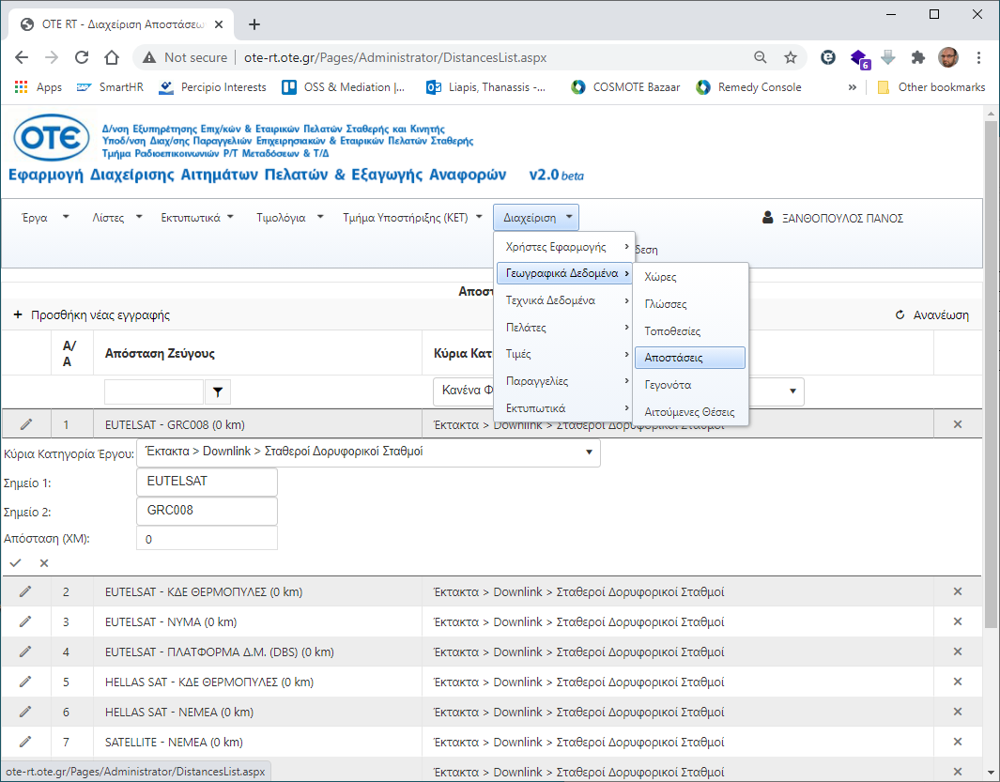 OTE RT - Διαχείριση Αποστάσεω
Not secure
ote-rt.ote.gr/Pages/Administrator/DistancesList.aspx
6
Apps
SmartHR
Percipio Interests
OSS & Mediation |...
Liapis, Thanassis -...
COSMOTE Bazaar
Remedy Console
»
Other bookmarks
OTE
Δ/νση Εξυπηρέτησης Επιχ/κών & Εταιρικών Πελατών Σταθερής και Κινητής
Υποδ/νση Διαχ/σης Παραγγελιών Επιχειρησιακών & Εταιρικών Πελατών Σταθερής
Τμήμα Ραδιοεπικοινωνιών Ρ/Τ Μεταδόσεων & Τ/Δ
Εφαρμογή Διαχείρισης Αιτημάτων Πελατών & Εξαγωγής Αναφορών v2.0 beta
Έργα
Λίστες
Εκτυπωτικά
Τιμολόγια
Τμήμα Υποστήριξης (ΚΕΤ)
Διαχείριση
ΞΑΝΘΟΠΟΥΛΟΣ ΠΑΝΟΣ
Χρήστες Εφαρμογής
δεση
Γεωγραφικά Δεδομένα
Τεχνικά Δεδομένα
Πελάτες
Τιμές
Παραγγελίες
Εκτυπωτικά
Χώρες
Γλώσσες
Τοποθεσίες
Αποστάσεις
Γεγονότα
Αιτούμενες Θέσεις
Αποστ
+ Προσθήκη νέας εγγραφής
Ανανέωση
Α/
Α
Απόσταση Ζεύγους
Κύρια Κατ
Κανένα Φ
1 EUTELSAT - GRC008 (0 km) Έκτακτα > Downlink > Σταθεροί Δορυφορικοί Σταθμοί
Κύρια Κατηγορία Έργου: Έκτακτα > Downlink > Σταθεροί Δορυφορικοί Σταθμοί
Σημείο 1: EUTELSAT
Σημείο 2: GRC008
Απόσταση (ΧΜ): 0
2 EUTELSAT - ΚΔΕ ΘΕΡΜΟΠΥΛΕΣ (0 km) Έκτακτα > Downlink > Σταθεροί Δορυφορικοί Σταθμοί
3 EUTELSAT - ΝΥΜΑ (0 km) Έκτακτα > Downlink > Σταθεροί Δορυφορικοί Σταθμοί
4 EUTELSAT - ΠΛΑΤΦΟΡΜΑ Δ.Μ. (DBS) (0 km) Έκτακτα > Downlink > Σταθεροί Δορυφορικοί Σταθμοί
5 HELLAS SAT - ΚΔΕ ΘΕΡΜΟΠΥΛΕΣ (0 km) Έκτακτα > Downlink > Σταθεροί Δορυφορικοί Σταθμοί
6 HELLAS SAT - ΝΕΜΕΑ (0 km) Έκτακτα > Downlink > Σταθεροί Δορυφορικοί Σταθμοί
7 SATELLITE - ΝΕΜΕΑ (0 km) Έκτακτα > Downlink > Σταθεροί Δορυφορικοί Σταθμοί
Έκτακτα > Downlink > Σταθεροί Δορυφορικοί Σταθμοί
ote-rt.ote.gr/Pages/Administrator/DistancesList.aspx